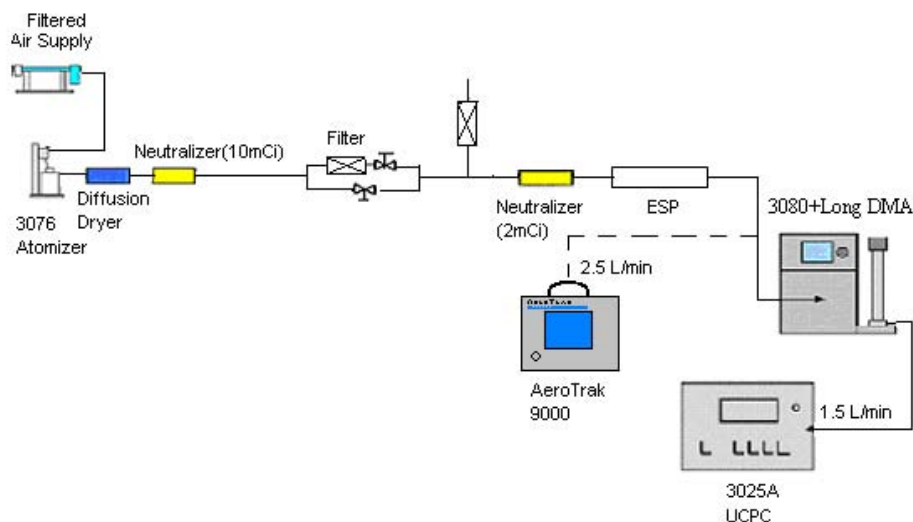 Filtered
Air Supply
Neutralizer(10mCi)
Filter
Diffusion
Dryer
3076
Atomizer
Neutralizer
(2mCi)
ESP
3080+Long DMA
2.5 L/min
AEROTRAK
AeroTrak
9000
1.5 L/min
3025A
UCPC